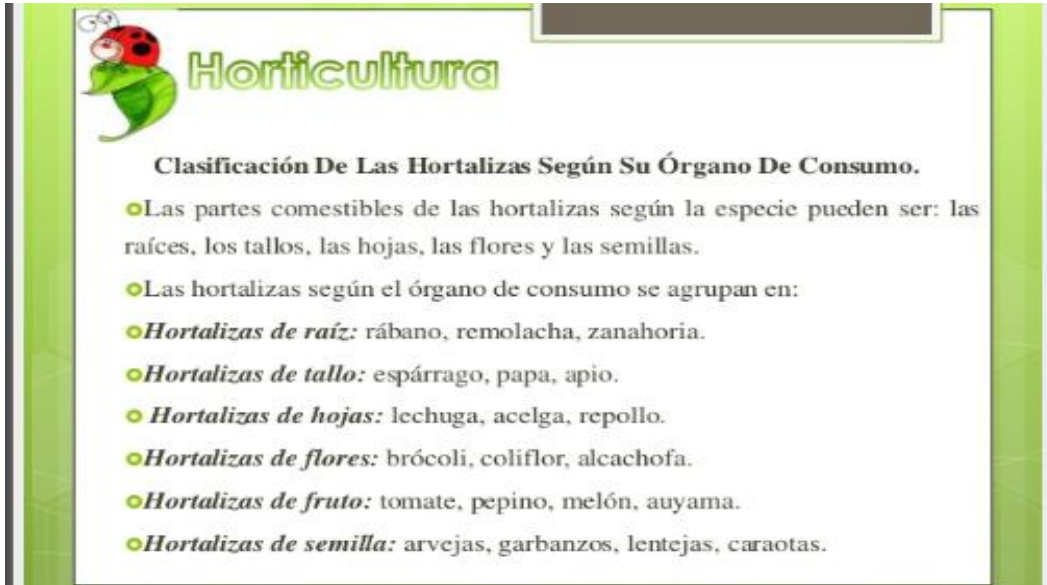 Horticultura
Clasificación De Las Hortalizas Según Su Órgano De Consumo.
Las partes comestibles de las hortalizas según la especie pueden ser: las
raíces, los tallos, las hojas, las flores y las semillas.
Las hortalizas según el órgano de consumo se agrupan en:
Hortalizas de raíz: rábano, remolacha, zanahoria.
Hortalizas de tallo: espárrago, papa, apio.
Hortalizas de hojas: lechuga, acelga, repollo.
Hortalizas de flores: brócoli, coliflor, alcachofa.
Hortalizas de fruto: tomate, pepino, melón, auyama.
Hortalizas de semilla: arvejas, garbanzos, lentejas, caraotas.